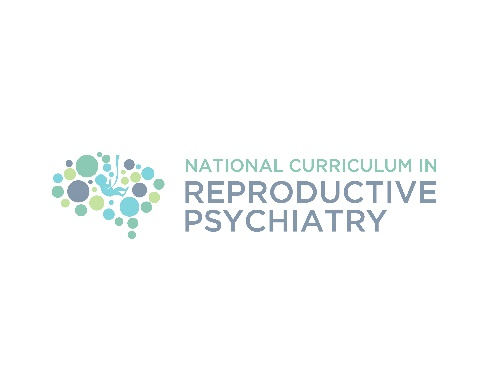 NATIONAL CURRICULUM IN
REPRODUCTIVE
PSYCHIATRY